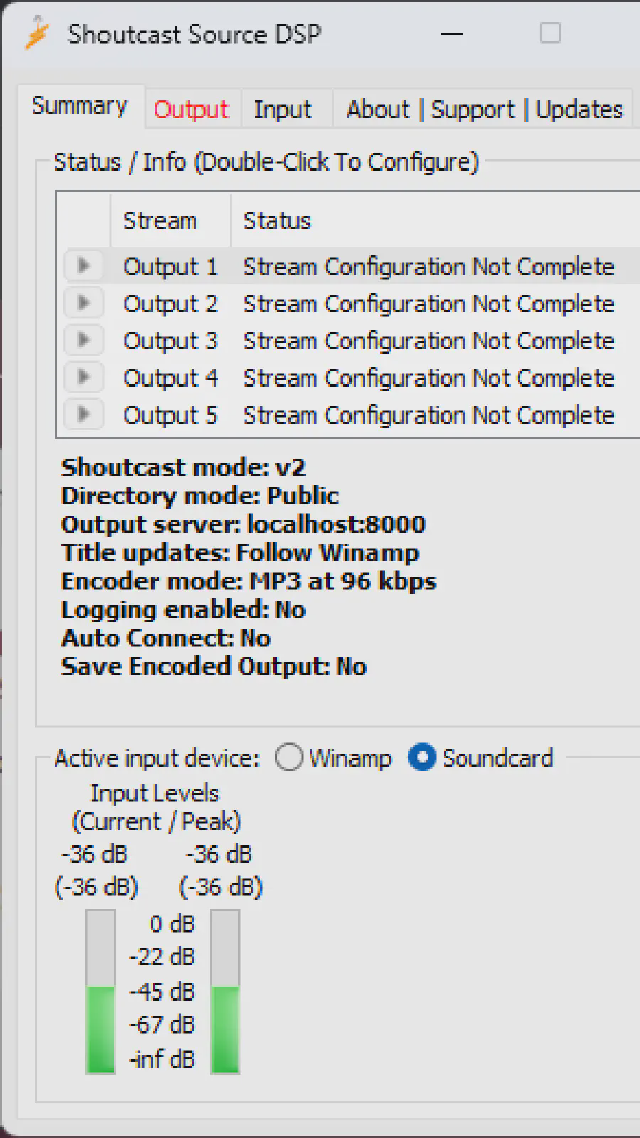 Shoutcast Source DSP
Summary Output Input About | Support | Updates
Status / Info (Double-Click To Configure)
Stream Status
Output 1 Stream Configuration Not Complete
Output 2 Stream Configuration Not Complete
Output 3 Stream Configuration Not Complete
Output 4 Stream Configuration Not Complete
Output 5 Stream Configuration Not Complete
Shoutcast mode: v2
Directory mode: Public
Output server: localhost:8000
Title updates: Follow Winamp
Encoder mode: MP3 at 96 kbps
Logging enabled: No
Auto Connect: No
Save Encoded Output: No
Active input device: Winamp Soundcard
Input Levels
(Current / Peak)
-36 dB -36 dB
(-36 dB) (-36 dB)
0 dB
-22 dB
-45 dB
-67 dB
-inf dB